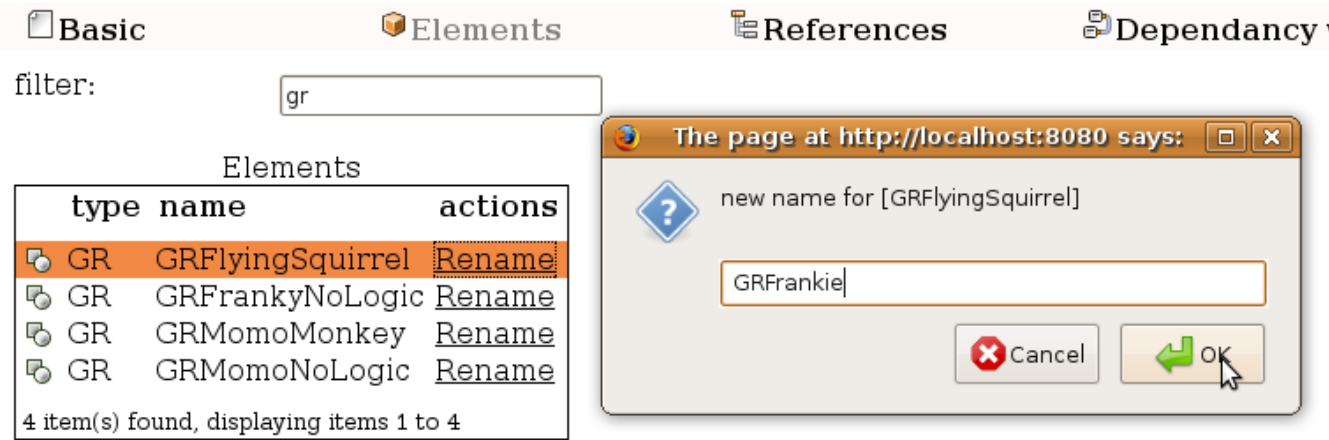 Basic Elements References Dependancy
filter: gr
Elements
type name actions
GR GRFlyingSquirrel Rename
GR GRFrankyNoLogic Rename
GR GRMomoMonkey Rename
GR GRMomoNoLogic Rename
4 item(s) found, displaying items 1 to 4
The page at http://localhost:8080 says:
new name for [GRFlyingSquirrel]
GRFrankie
Cancel OK